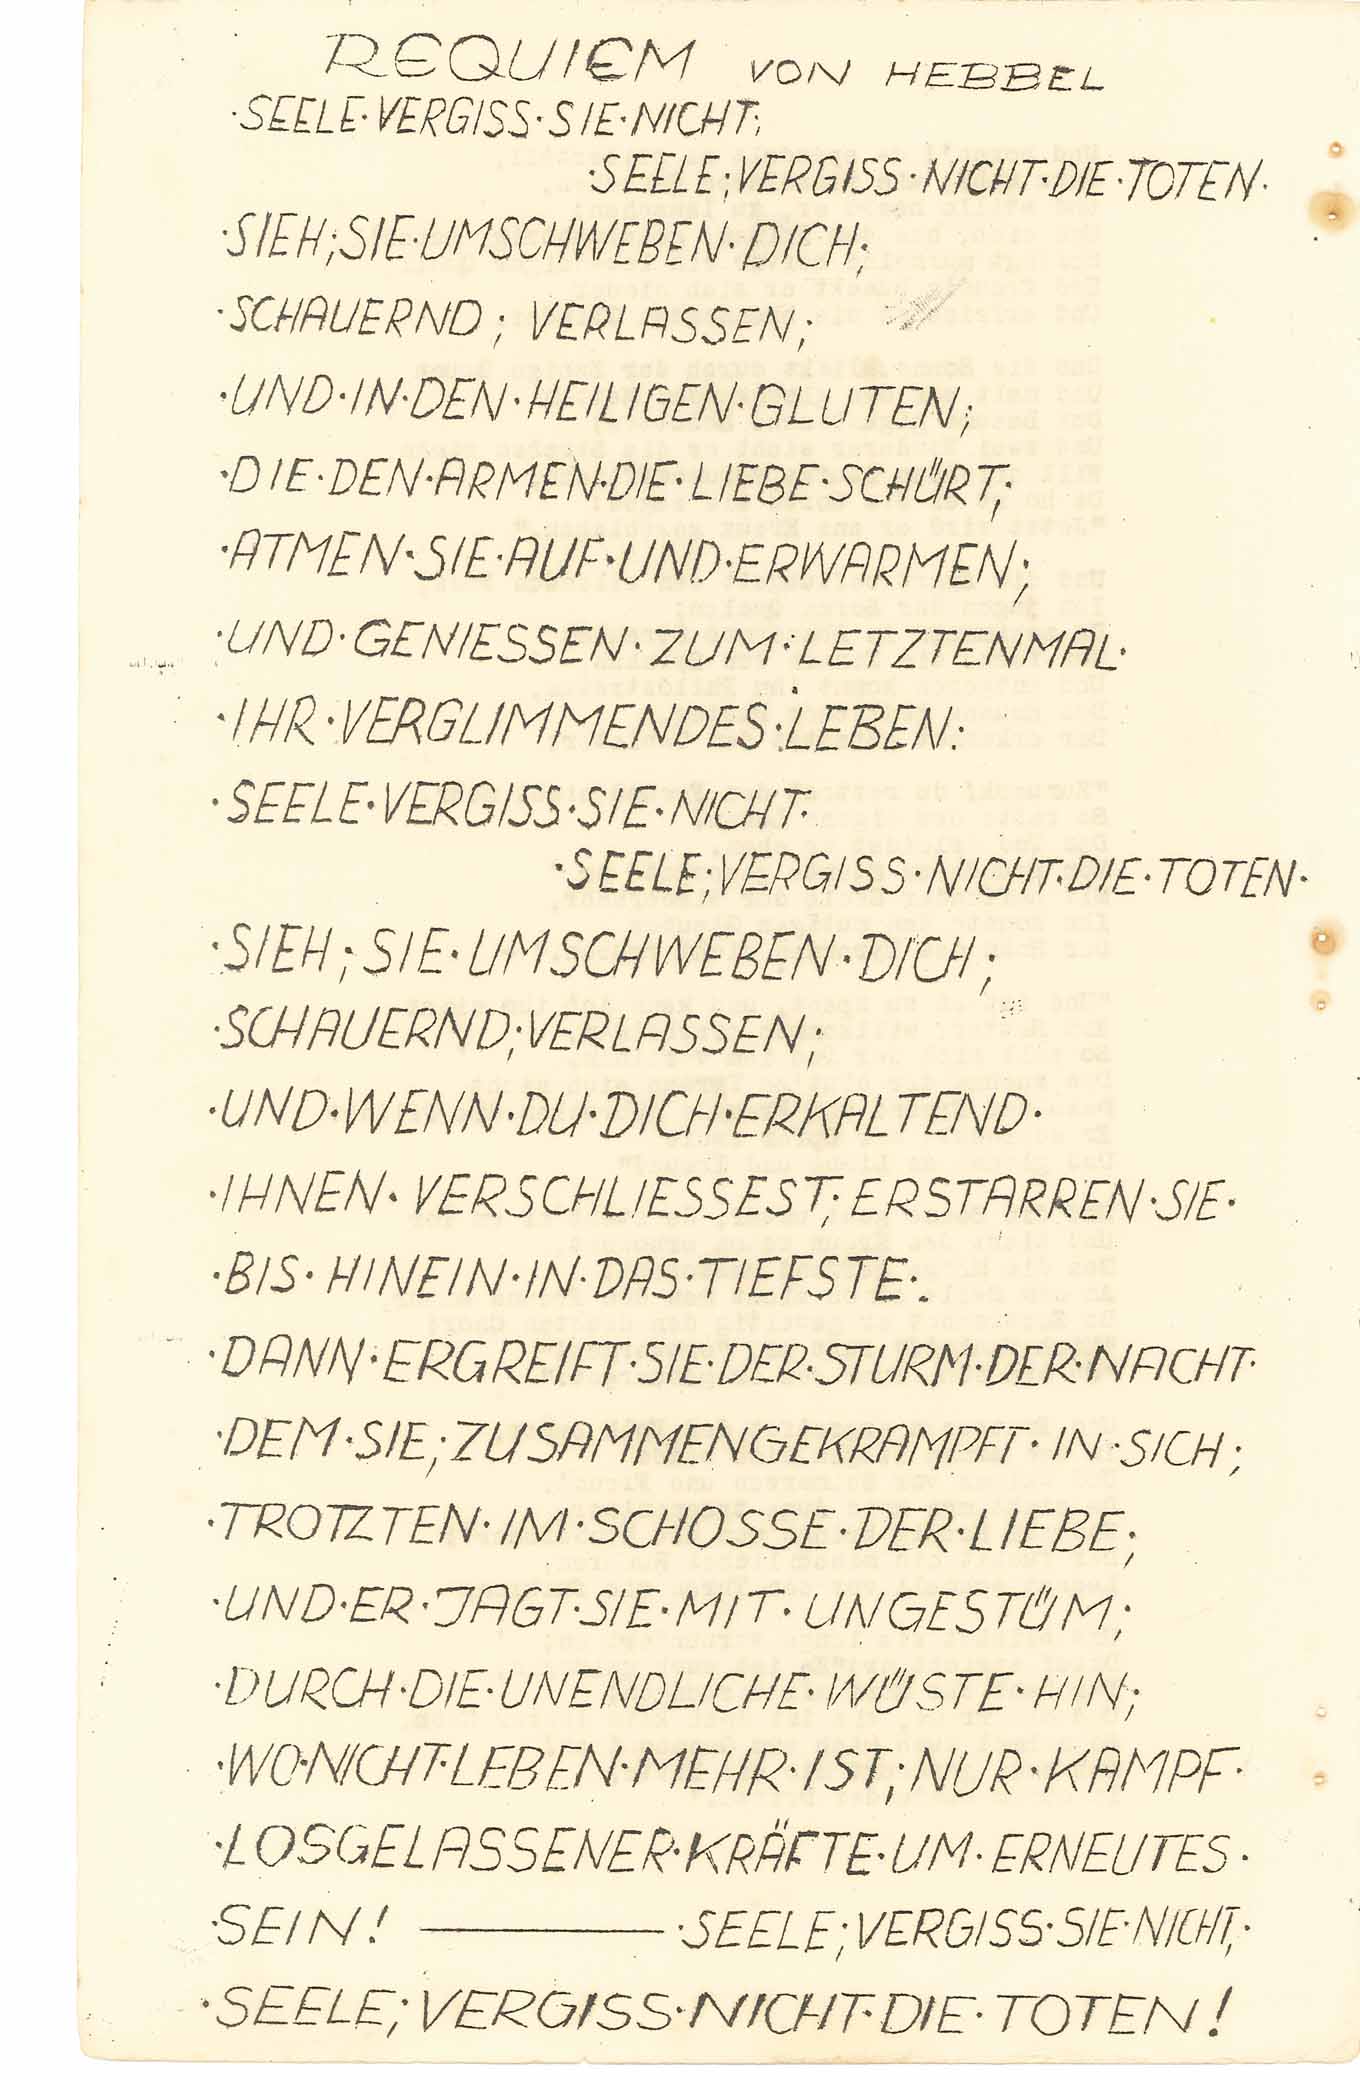 REQUIEM VON HEBBEL
·SEELE·VERGISS·SIE·NICHT;
·SEELE;VERGISS·NICHT·DIE·TOTEN·
·SIEH;SIE·UMSCHWEBEN·DICH;
·SCHAUERND; VERLASSEN;
·UND·IN·DEN·HEILIGEN·GLUTEN;
·DIE·DEN·ARMEN·DIE·LIEBE·SCHÜRT;
·ATMEN·SIE·AUF·UND·ERWARMEN;
·UND·GENIESSEN·ZUM·LETZTENMAL·
·IHR·VERGLIMMENDES·LEBEN:
·SEELE·VERGISS·SIE·NICHT·
·SEELE;VERGISS·NICHT·DIE·TOTEN·
·SIEH;SIE·UMSCHWEBEN·DICH;
·SCHAUERND;VERLASSEN;
·UND·WENN·DU·DICH·ERKALTEND·
·IHNEN·VERSCHLIESSEST;ERSTARREN·SIE·
·BIS·HINEIN·IN·DAS·TIEFSTE·.
·DANN·ERGREIFT·SIE·DER·STURM·DER·NACHT·
·DEM·SIE;ZUSAMMENGEKRAMPFT·IN·SICH;
·TROTZTEN·IM·SCHOSSE·DER·LIEBE;
·UND·ER·JAGT·SIE·MIT·UNGESTÜM;
·DURCH·DIE·UNENDLICHE·WÜSTE·HIN;
·WO·NICHT·LEBEN·MEHR·IST;NUR·KAMPF·
·LOSGELASSENER·KRÄFTE·UM·ERNEUTES·
·SEIN! ——— ·SEELE;VERGISS·SIE·NICHT;·
·SEELE;VERGISS·NICHT·DIE·TOTEN!